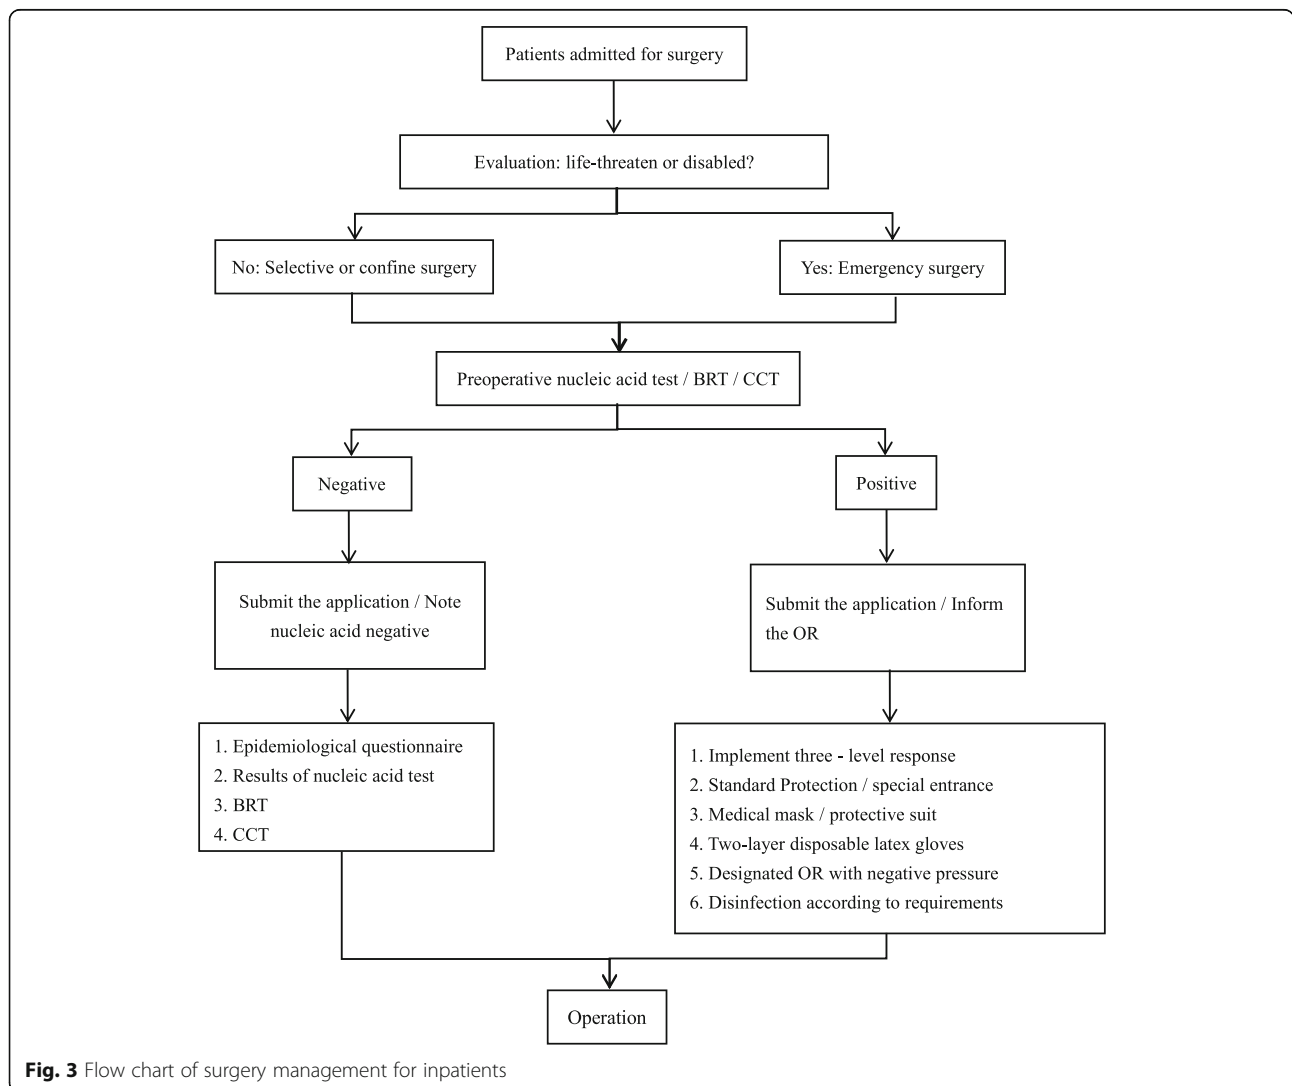 Patients admitted for surgery
Evaluation: life-threaten or disabled?
No: Selective or confine surgery
Yes: Emergency surgery
Preoperative nucleic acid test / BRT / CCT
Negative
Positive
Submit the application / Note
nucleic acid negative
Submit the application / Inform
the OR
1. Epidemiological questionnaire
2. Results of nucleic acid test
3. BRT
4. CCT
1. Implement three - level response
2. Standard Protection / special entrance
3. Medical mask / protective suit
4. Two-layer disposable latex gloves
5. Designated OR with negative pressure
6. Disinfection according to requirements
Operation
Fig. 3 Flow chart of surgery management for inpatients